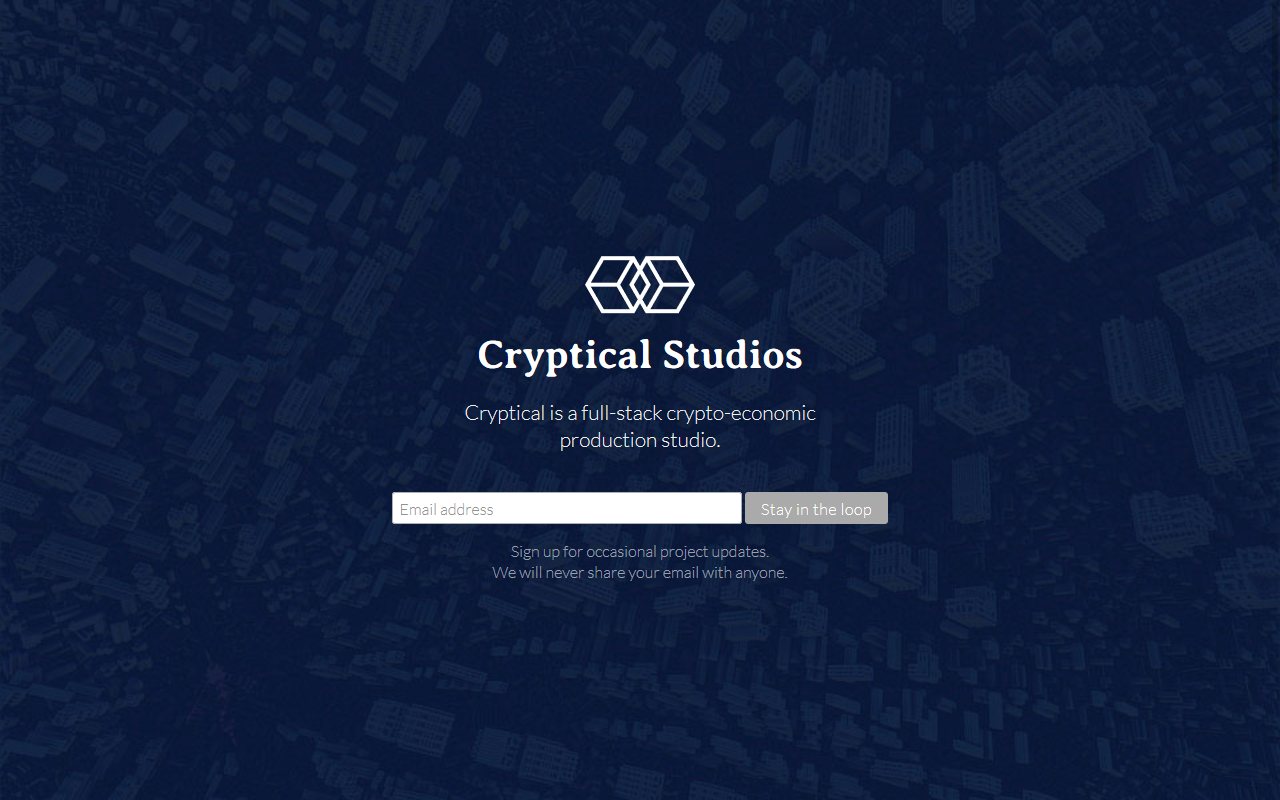 Cryptical Studios
Cryptical is a full-stack crypto-economic
production studio.
Email address
Stay in the loop
Sign up for occasional project updates.
We will never share your email with anyone.